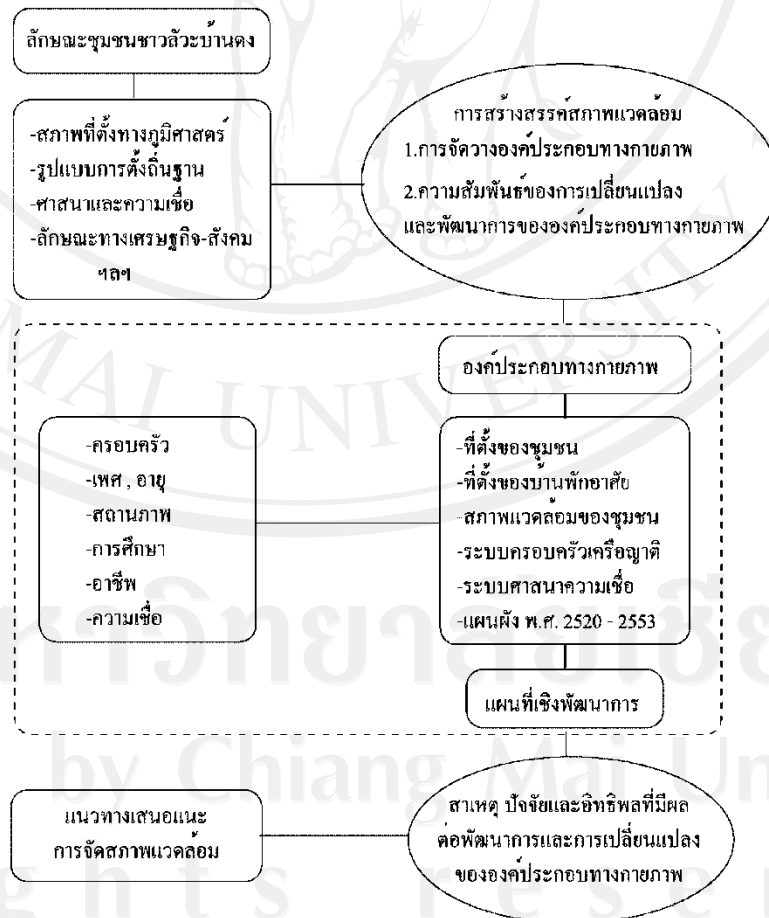 ลักษณะชุมชนชาวลัวะบ้านดง
-สภาพที่ตั้งทางภูมิศาสตร์
-รูปแบบการตั้งถิ่นฐาน
-ศาสนาและความเชื่อ
-ลักษณะทางเศรษฐกิจ-สังคม
ฯลฯ
การสร้างสรรค์สภาพแวดล้อม
1.การจัดวางองค์ประกอบทางกายภาพ
2.ความสัมพันธ์ของการเปลี่ยนแปลง
และพัฒนาการขององค์ประกอบทางกายภาพ
องค์ประกอบทางกายภาพ
-ครอบครัว
-เพศ , อายุ
-สถานภาพ
-การศึกษา
-อาชีพ
-ความเชื่อ
-ที่ตั้งของชุมชน
-ที่ตั้งของบ้านพักอาศัย
-สภาพแวดล้อมของชุมชน
-ระบบครอบครัวเครือญาติ
-ระบบศาสนาความเชื่อ
-แผนผัง พ.ศ. 2520 - 2553
แผนที่เชิงพัฒนาการ
แนวทางเสนอแนะ
การจัดสภาพแวดล้อม
สาเหตุ ปัจจัยและอิทธิพลที่มีผล
ต่อพัฒนาการและการเปลี่ยนแปลง
ขององค์ประกอบทางกายภาพ
MAI UNIVERSITY
by Chiang Mai Un